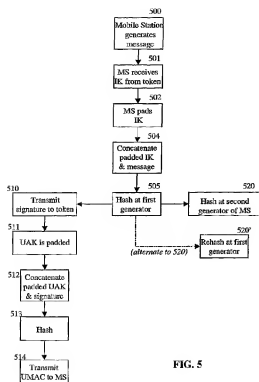 500
Mobile Station
generates
message
501
MS receives
IK from token
502
MS pads
IK
504
Concatenate
padded IK
& message
510
505
520
Transmit
signature to token
Hash at first
generator
Hash at second
generator of MS
511
UAK is padded
520'
(alternate to 520)
Rehash at first
generator
512
Concatenate
padded UAK
& signature
513
Hash
514
Transmit
UMAC to MS
FIG. 5